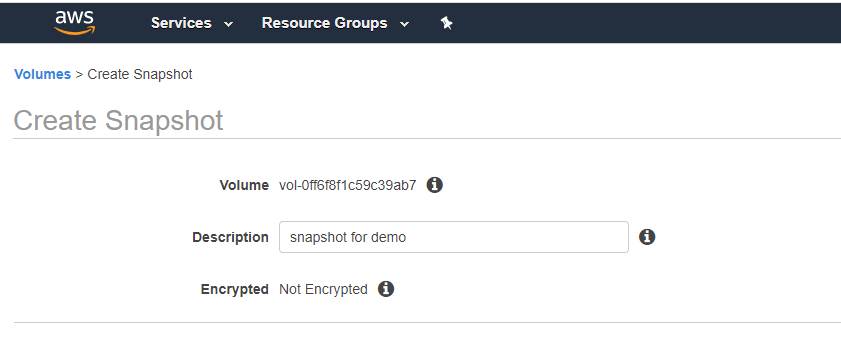 aws Services Resource Groups
Volumes > Create Snapshot
Create Snapshot
Volume vol-0ff6f8f1c59c39ab7
Description snapshot for demo
Encrypted Not Encrypted